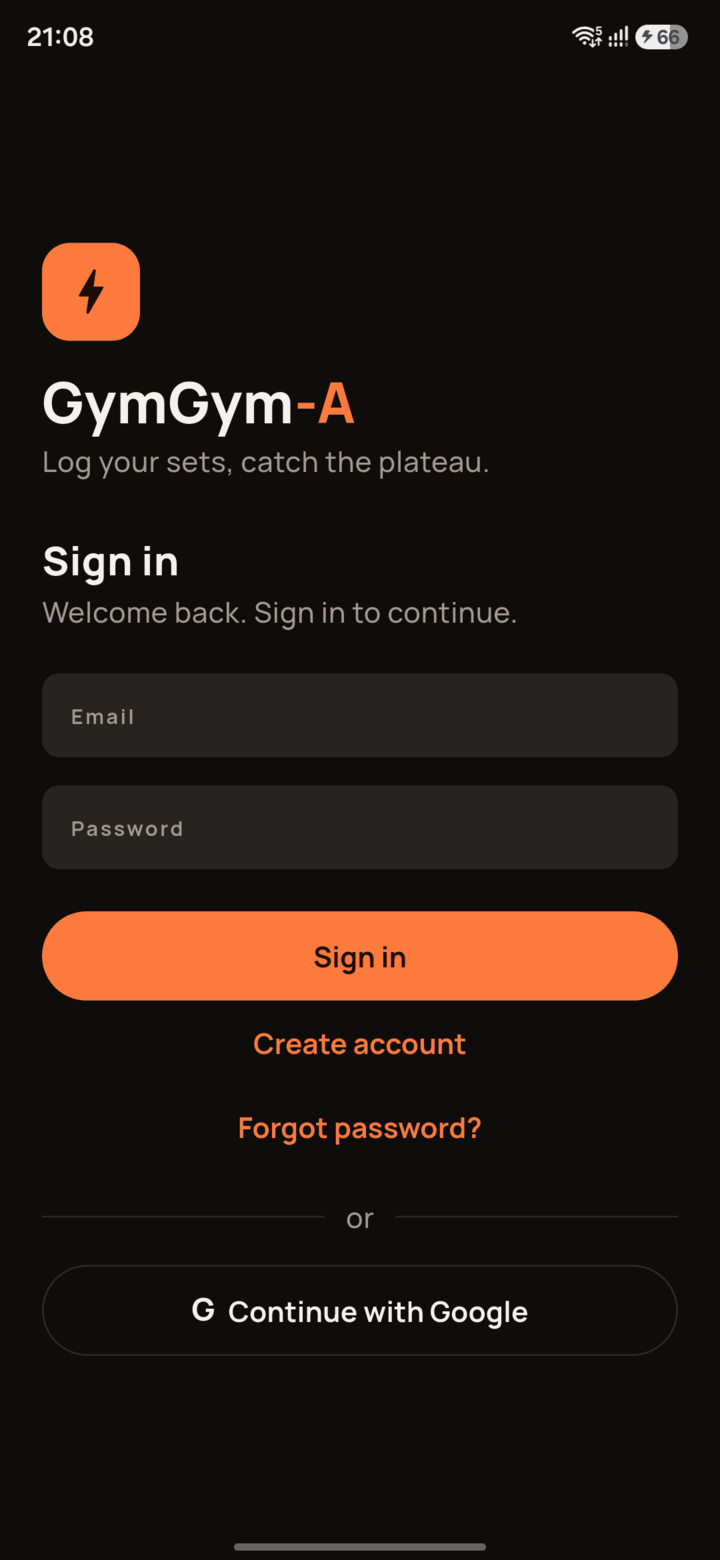 21:08
5
66
GymGym-A
Log your sets, catch the plateau.
Sign in
Welcome back. Sign in to continue.
Email
Password
Sign in
Create account
Forgot password?
or
G Continue with Google